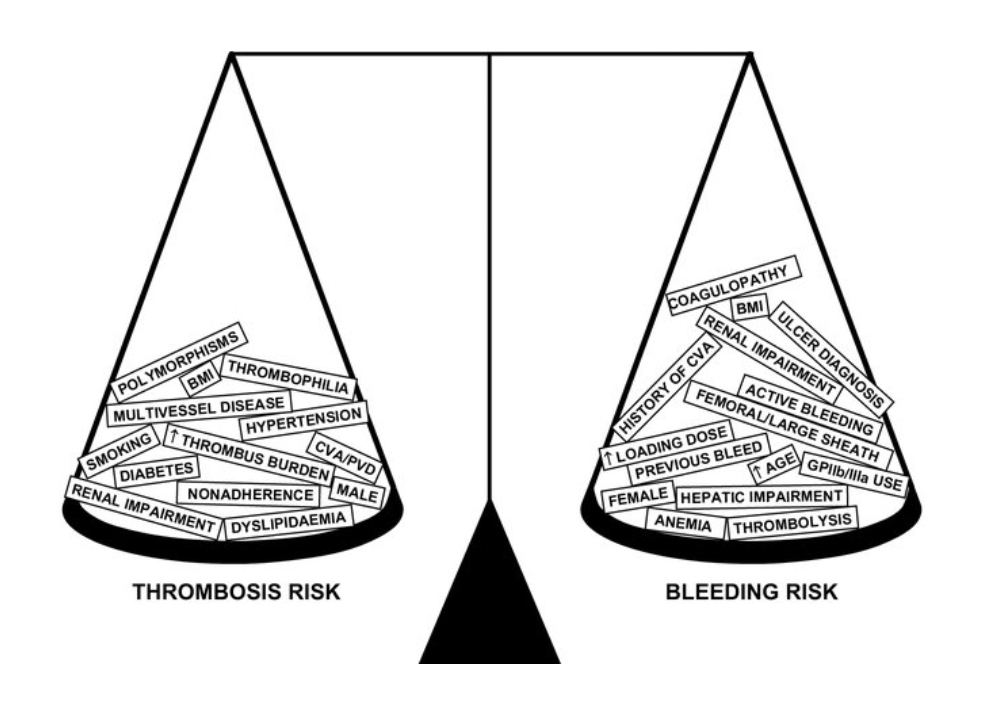 POLYMORPHISMS
BMI
THROMBOPHILIA
MULTIVESSEL DISEASE
HYPERTENSION
SMOKING
↑ THROMBUS BURDEN
CVA/PVD
DIABETES
NONADHERENCE
MALE
RENAL IMPAIRMENT
DYSLIPIDAEMIA
THROMBOSIS RISK
COAGULOPATHY
BMI
ULCER DIAGNOSIS
RENAL IMPAIRMENT
HISTORY OF CVA
ACTIVE BLEEDING
FEMORAL/LARGE SHEATH
↑ LOADING DOSE
PREVIOUS BLEED
↑ AGE
GPIIb/IIIa USE
FEMALE
HEPATIC IMPAIRMENT
ANEMIA
THROMBOLYSIS
BLEEDING RISK